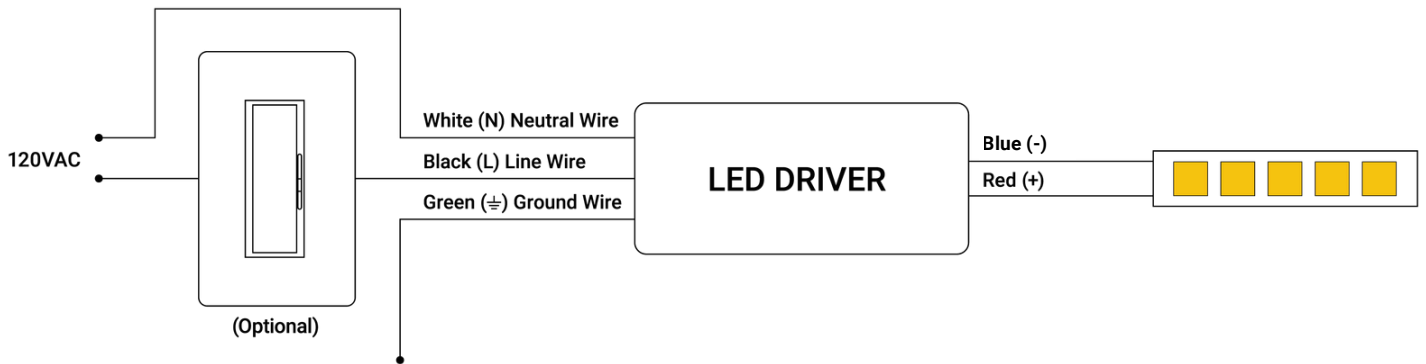 120VAC
(Optional)
White (N) Neutral Wire
Black (L) Line Wire
Green (⏚) Ground Wire
LED DRIVER
Blue (-)
Red (+)